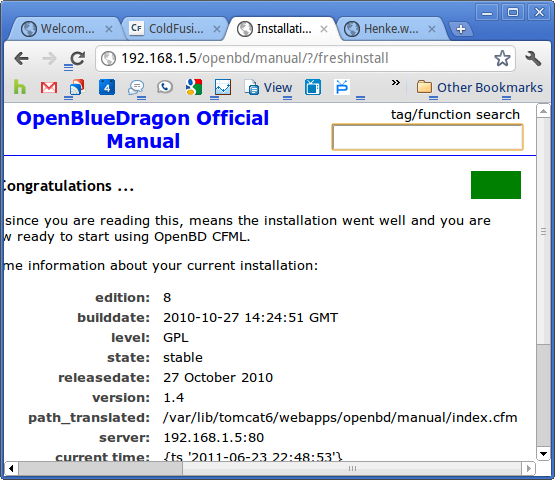 Welcom...
ColdFusi...
Installati...
Henke.w...
192.168.1.5/openbd/manual/?/freshinstall
h
4
View
»
Other Bookmarks
OpenBlueDragon Official
Manual
tag/function search
Congratulations ...
since you are reading this, means the installation went well and you are
w ready to start using OpenBD CFML.
me information about your current installation:
edition: 8
builddate: 2010-10-27 14:24:51 GMT
level: GPL
state: stable
releasedate: 27 October 2010
version: 1.4
path_translated: /var/lib/tomcat6/webapps/openbd/manual/index.cfm
server: 192.168.1.5:80
current time: {ts '2011-06-23 22:48:53'}